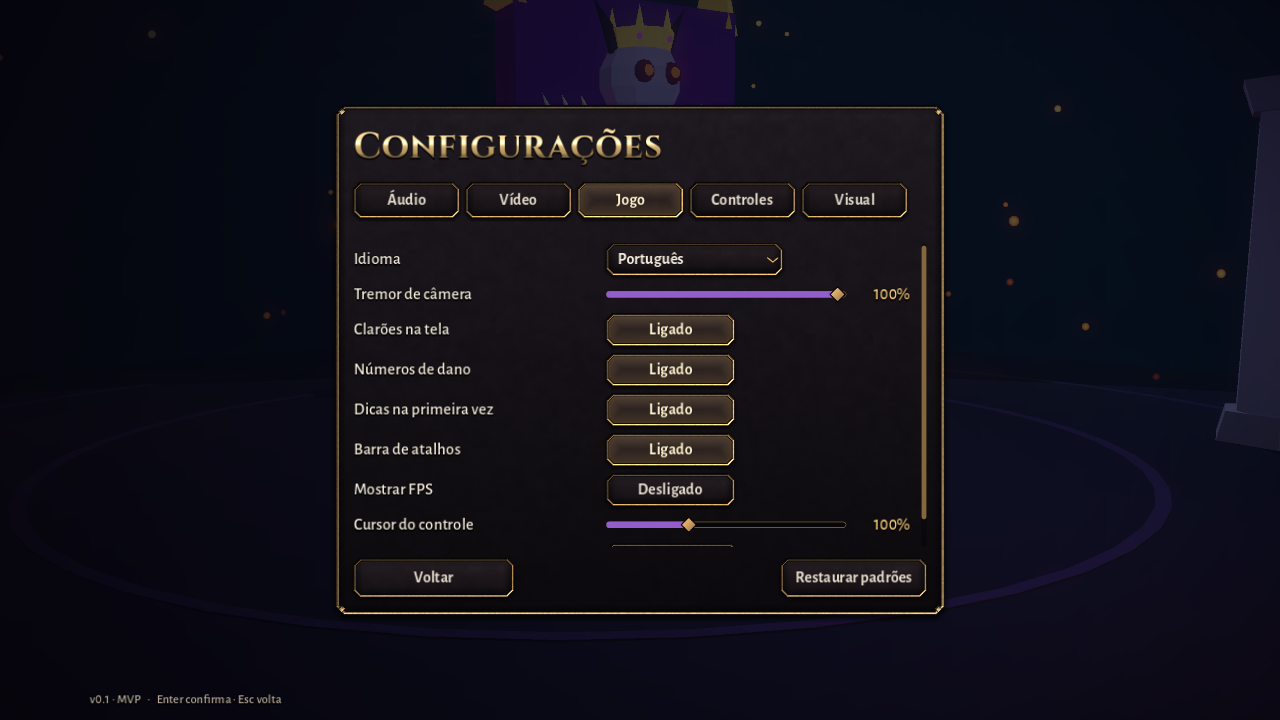 Configurações
Áudio Vídeo Jogo Controles Visual
Idioma Português
Tremor de câmera 100%
Clarões na tela Ligado
Números de dano Ligado
Dicas na primeira vez Ligado
Barra de atalhos Ligado
Mostrar FPS Desligado
Cursor do controle 100%
Voltar Restaurar padrões
v0.1 · MVP · Enter confirma · Esc volta